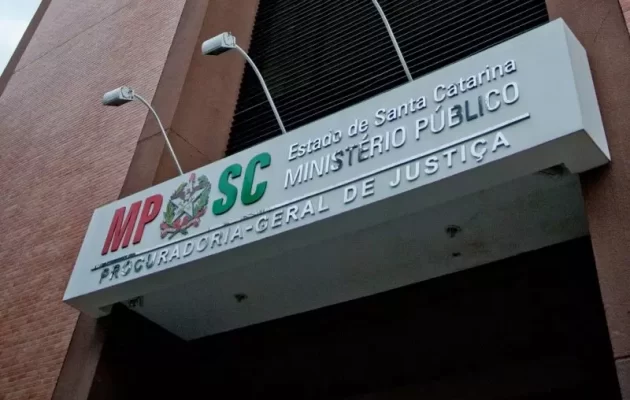 MP SC
Estado de Santa Catarina
MINISTÉRIO PÚBLICO
PROCURADORIA-GERAL DE JUSTIÇA